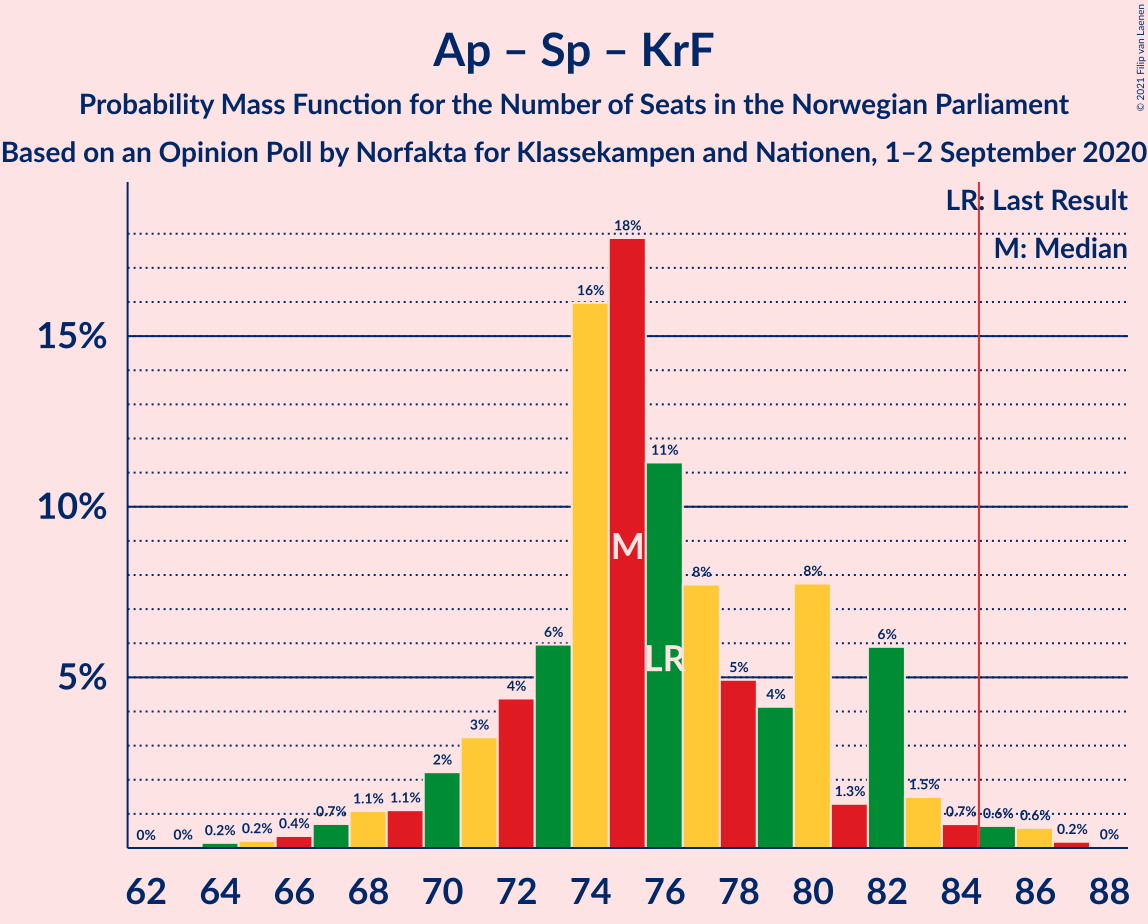 Ap – Sp – KrF
Probability Mass Function for the Number of Seats in the Norwegian Parliament
Based on an Opinion Poll by Norfakta for Klassekampen and Nationen, 1–2 September 2020
© 2021 Filip van Laenen
LR: Last Result
M: Median
15%
10%
5%
0% 0% 0.2% 0.2% 0.4% 0.7% 1.1% 1.1% 2% 3% 4% 6% 16% 18% 11% 8% 5% 4% 8% 1.3% 6% 1.5% 0.7% 0.6% 0.6% 0.2% 0%
M
LR
62 64 66 68 70 72 74 76 78 80 82 84 86 88